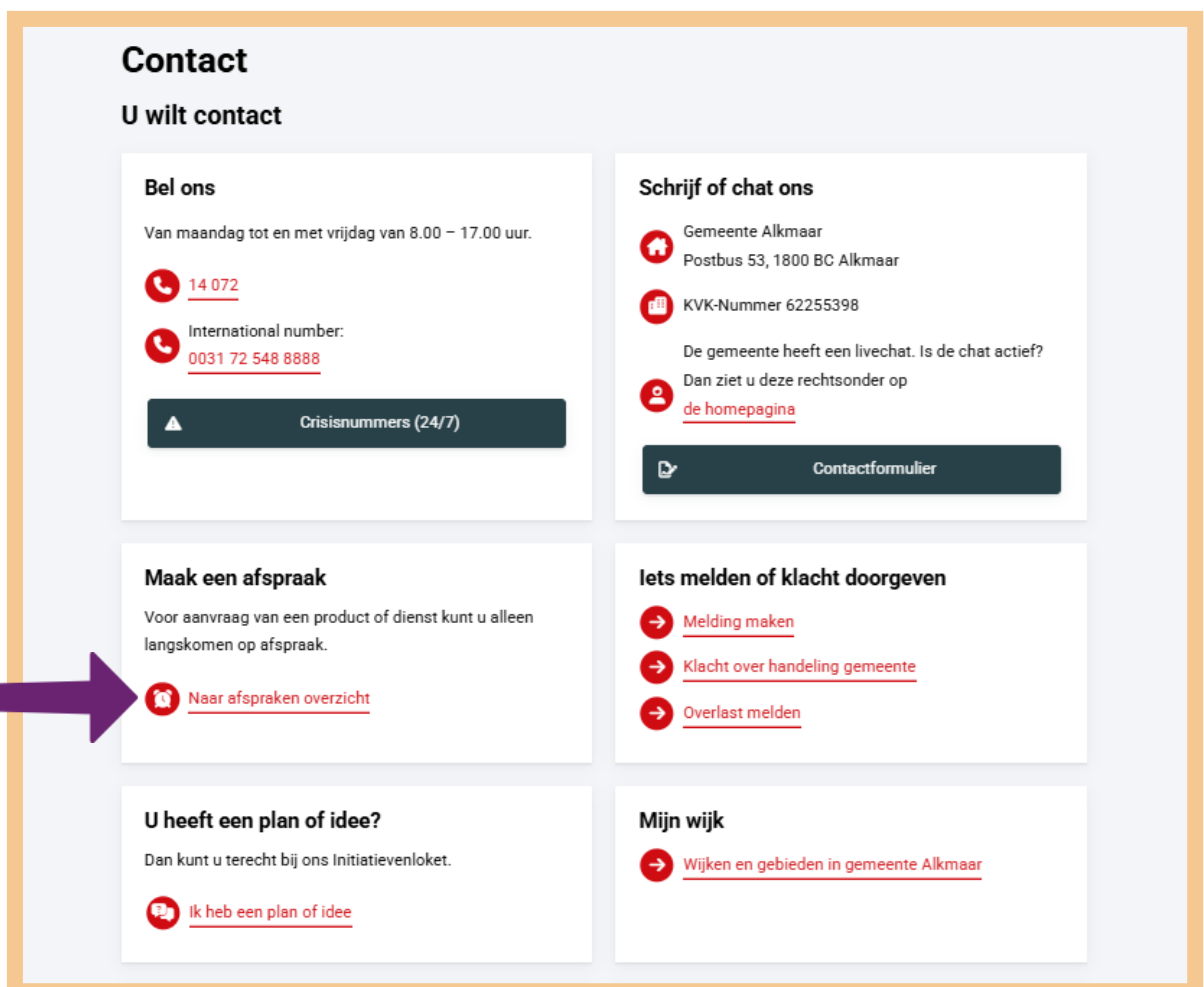 Contact
U wilt contact
Bel ons
Van maandag tot en met vrijdag van 8.00 – 17.00 uur.
14 072
International number:
0031 72 548 8888
Crisisnummers (24/7)
Schrijf of chat ons
Gemeente Alkmaar
Postbus 53, 1800 BC Alkmaar
KVK-Nummer 62255398
De gemeente heeft een livechat. Is de chat actief?
Dan ziet u deze rechtsonder op
de homepagina
Contactformulier
Maak een afspraak
Voor aanvraag van een product of dienst kunt u alleen
langskomen op afspraak.
Naar afspraken overzicht
Iets melden of klacht doorgeven
Melding maken
Klacht over handeling gemeente
Overlast melden
U heeft een plan of idee?
Dan kunt u terecht bij ons Initiatievenloket.
Ik heb een plan of idee
Mijn wijk
Wijken en gebieden in gemeente Alkmaar